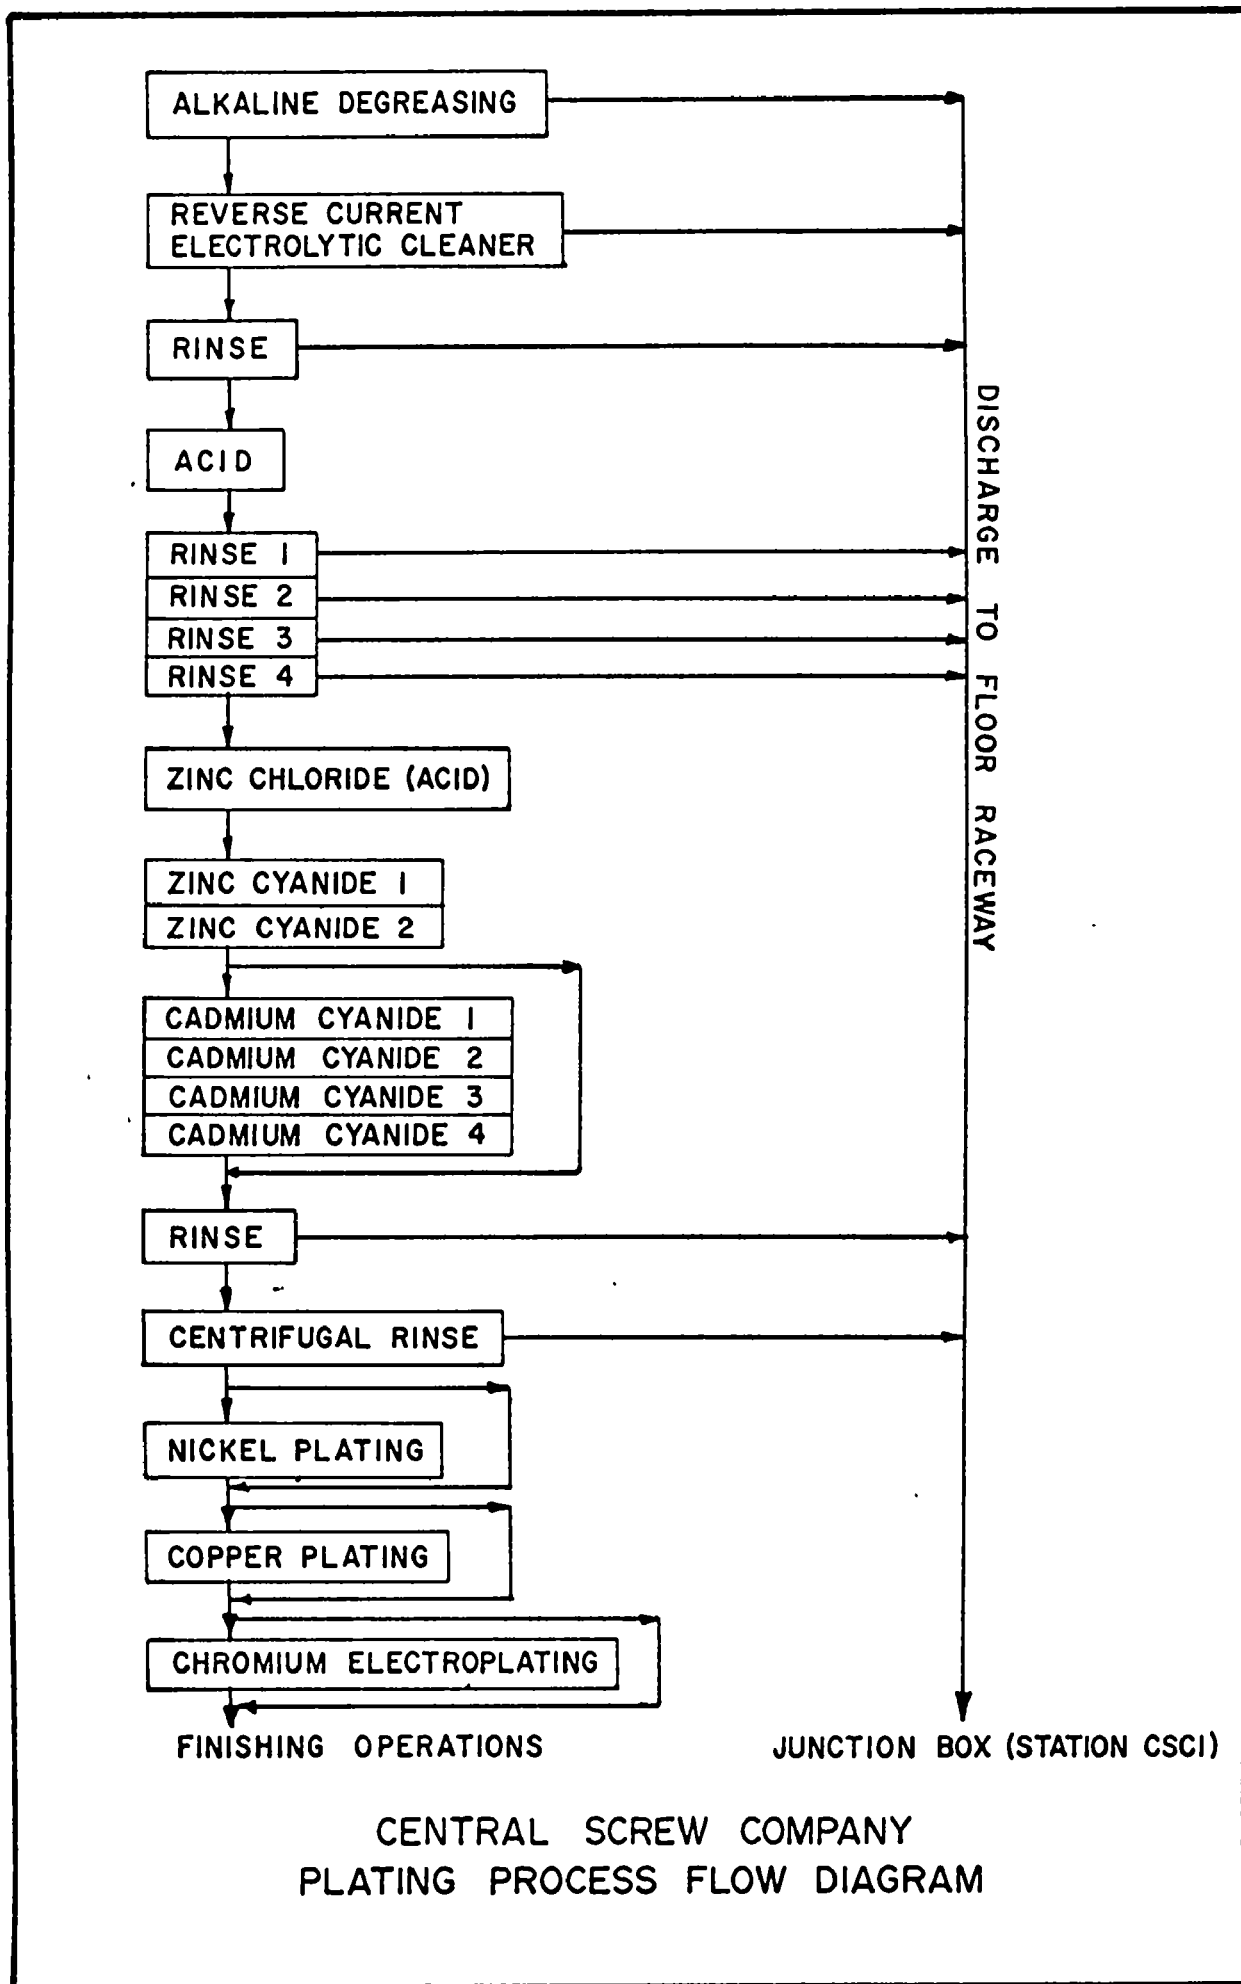 ALKALINE DEGREASING
REVERSE CURRENT
ELECTROLYTIC CLEANER
RINSE
ACID
RINSE 1
RINSE 2
RINSE 3
RINSE 4
ZINC CHLORIDE (ACID)
ZINC CYANIDE 1
ZINC CYANIDE 2
CADMIUM CYANIDE 1
CADMIUM CYANIDE 2
CADMIUM CYANIDE 3
CADMIUM CYANIDE 4
RINSE
CENTRIFUGAL RINSE
NICKEL PLATING
COPPER PLATING
CHROMIUM ELECTROPLATING
FINISHING OPERATIONS
DISCHARGE TO FLOOR RACEWAY
JUNCTION BOX (STATION CSC1)
CENTRAL SCREW COMPANY
PLATING PROCESS FLOW DIAGRAM